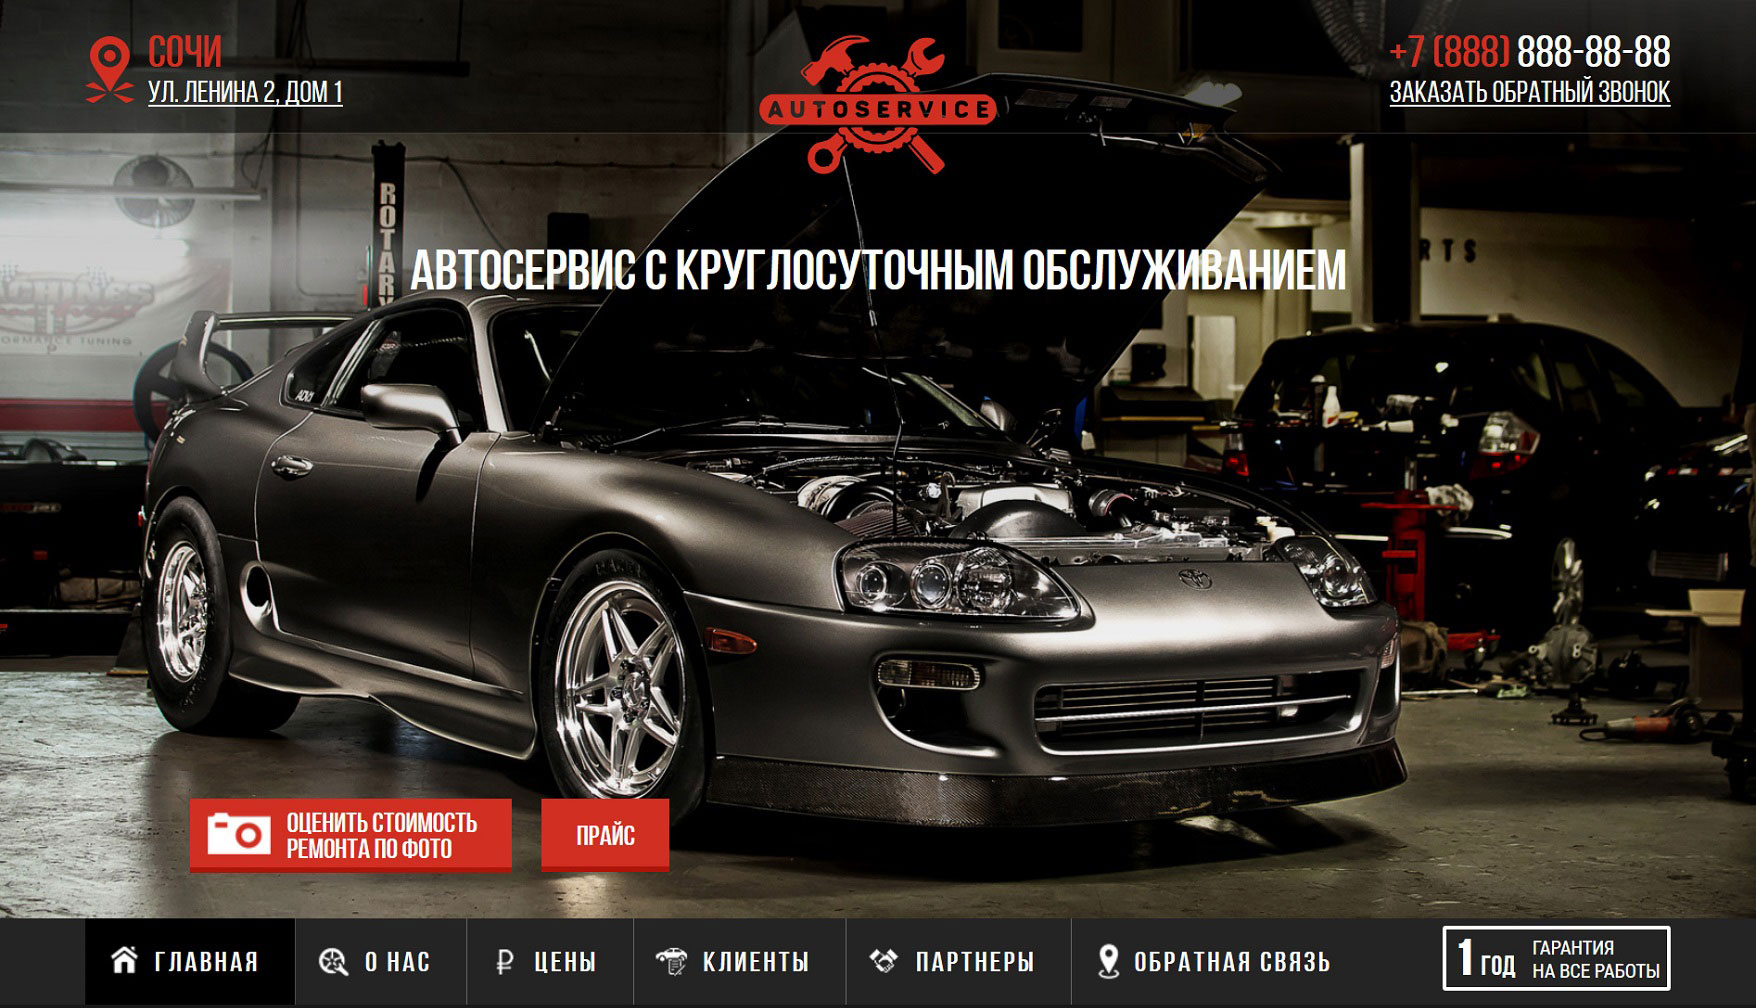 СОЧИ
УЛ. ЛЕНИНА 2, ДОМ 1
AUTOSERVICE
+7 (888) 888-88-88
ЗАКАЗАТЬ ОБРАТНЫЙ ЗВОНОК
ROTARY
АВТОСЕРВИС С КРУГЛОСУТОЧНЫМ ОБСЛУЖИВАНИЕМ
ОЦЕНИТЬ СТОИМОСТЬ
РЕМОНТА ПО ФОТО
ПРАЙС
ГЛАВНАЯ
О НАС
ЦЕНЫ
КЛИЕНТЫ
ПАРТНЕРЫ
ОБРАТНАЯ СВЯЗЬ
1 ГОД
ГАРАНТИЯ
НА ВСЕ РАБОТЫ